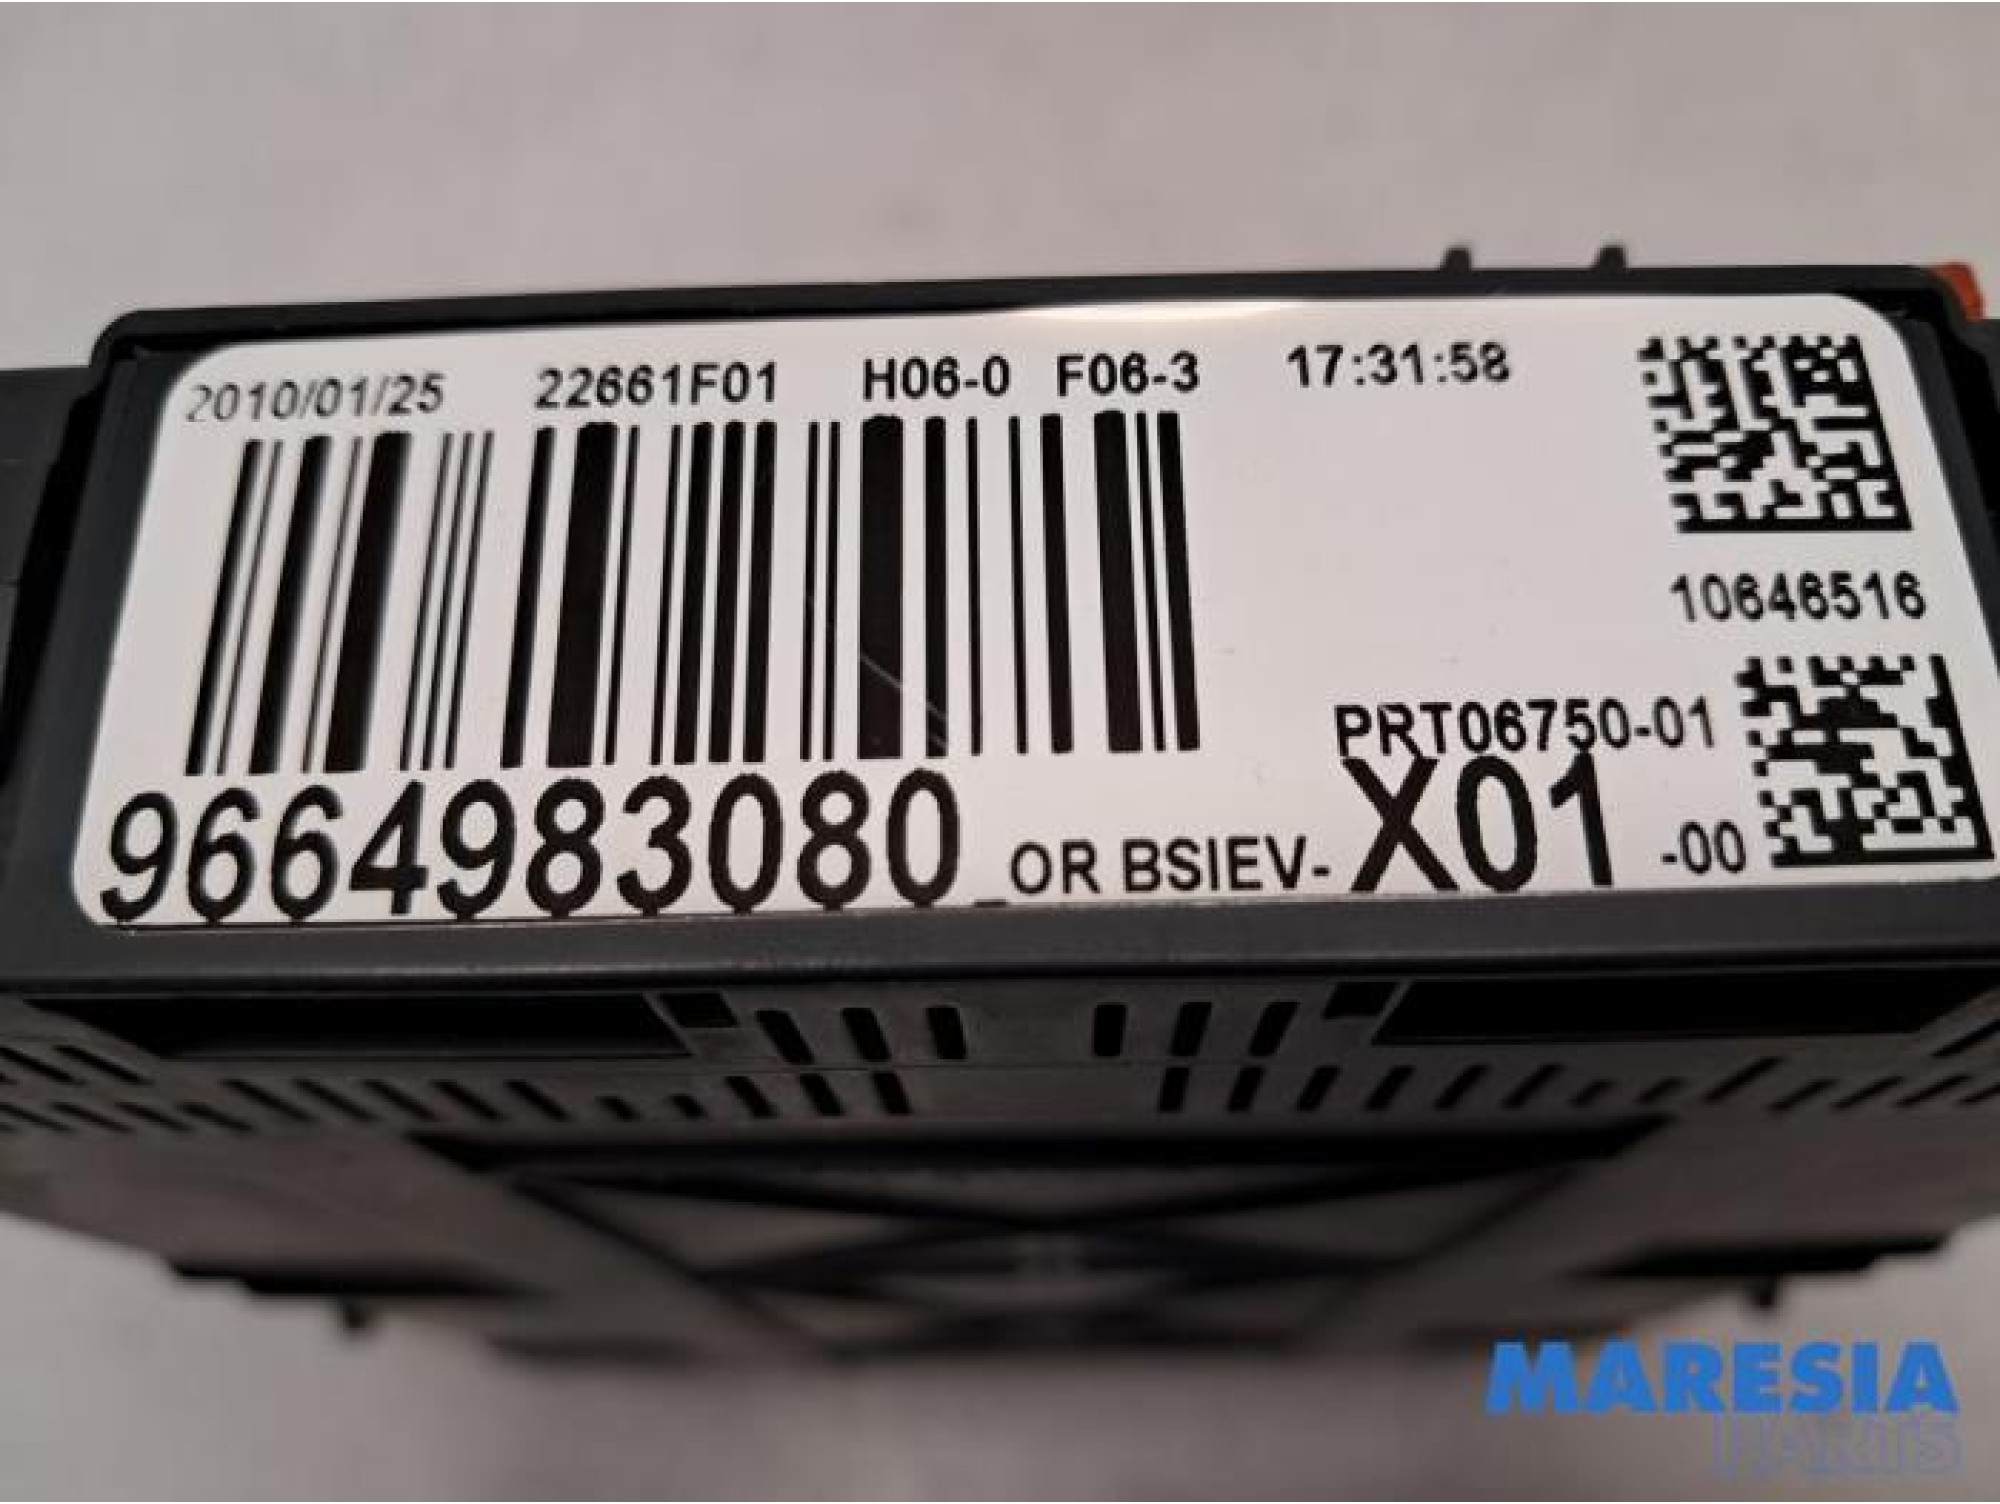 2010/01/25 22661F01 H06-0 F06-3 17:31:58
10646516
PRT06750-01
9664983080 OR BSIEV-X01-00
MARESIA
PARTS